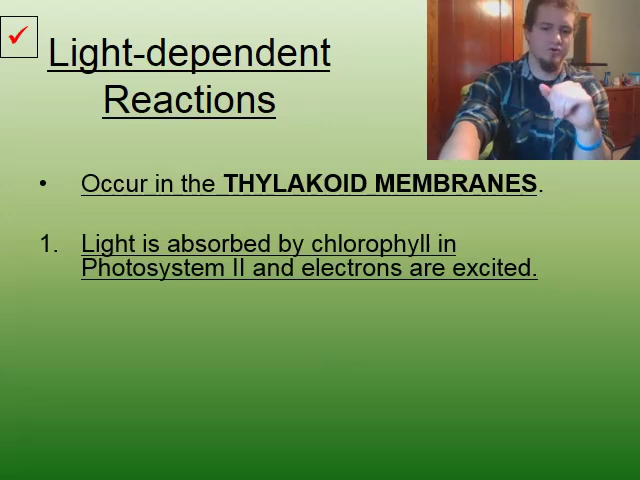 Light-dependent
Reactions
• Occur in the THYLAKOID MEMBRANES.
1. Light is absorbed by chlorophyll in
Photosystem II and electrons are excited.